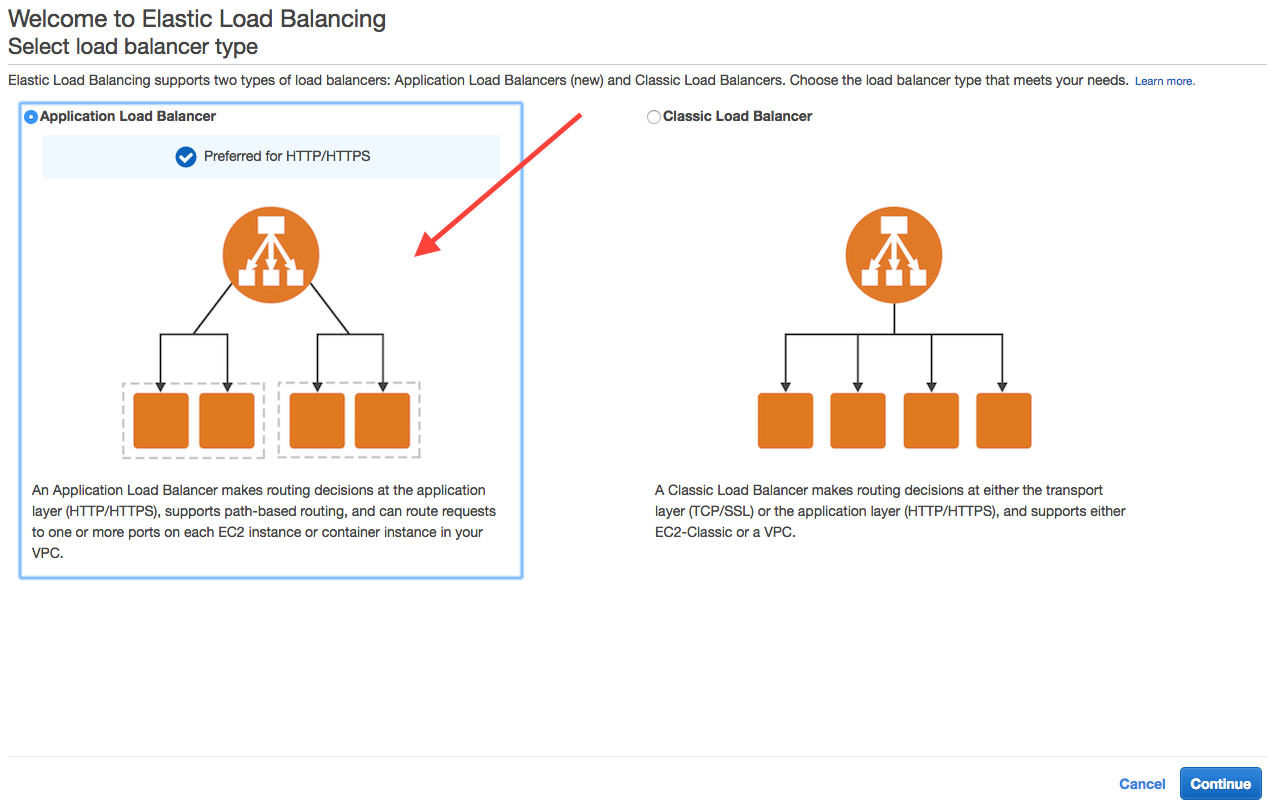 Welcome to Elastic Load Balancing
Select load balancer type
Elastic Load Balancing supports two types of load balancers: Application Load Balancers (new) and Classic Load Balancers. Choose the load balancer type that meets your needs. Learn more.
Application Load Balancer
Preferred for HTTP/HTTPS
An Application Load Balancer makes routing decisions at the application
layer (HTTP/HTTPS), supports path-based routing, and can route requests
to one or more ports on each EC2 instance or container instance in your
VPC.
Classic Load Balancer
A Classic Load Balancer makes routing decisions at either the transport
layer (TCP/SSL) or the application layer (HTTP/HTTPS), and supports either
EC2-Classic or a VPC.
Cancel
Continue